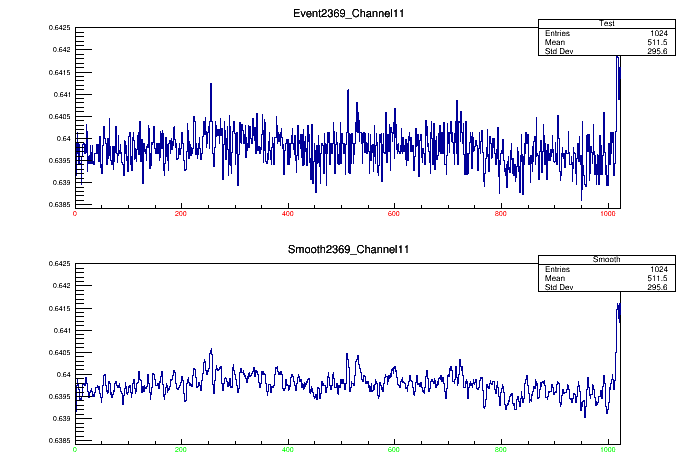 Event2369_Channel11
Test
Entries 1024
Mean 511.5
Std Dev 295.6
0.6425
0.642
0.6415
0.641
0.6405
0.64
0.6395
0.639
0.6385
0 200 400 600 800 1000
Smooth2369_Channel11
Smooth
Entries 1024
Mean 511.5
Std Dev 295.6
0.6425
0.642
0.6415
0.641
0.6405
0.64
0.6395
0.639
0.6385
0 200 400 600 800 1000